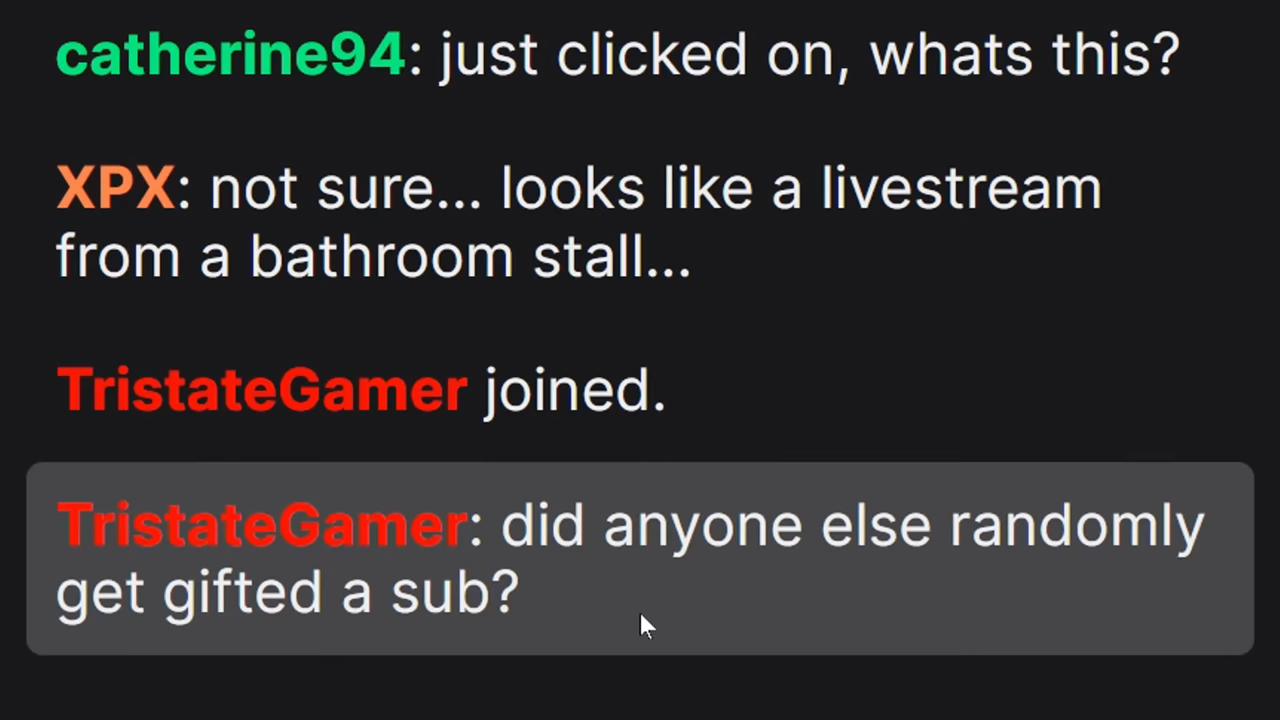 catherine94: just clicked on, whats this?
XPX: not sure... looks like a livestream
from a bathroom stall...
TristateGamer joined.
TristateGamer: did anyone else randomly
get gifted a sub?